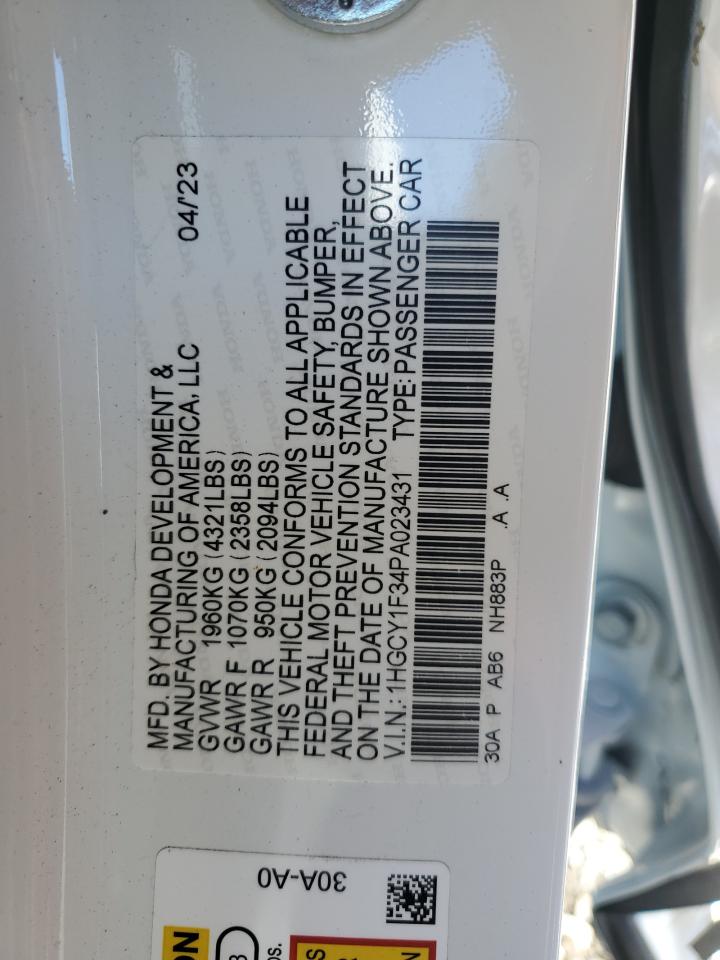 MFD. BY HONDA DEVELOPMENT &
MANUFACTURING OF AMERICA, LLC 04/'23
GVWR 1960KG (4321LBS)
GAWR F 1070KG (2358LBS)
GAWR R 950KG (2094LBS)
THIS VEHICLE CONFORMS TO ALL APPLICABLE
FEDERAL MOTOR VEHICLE SAFETY, BUMPER,
AND THEFT PREVENTION STANDARDS IN EFFECT
ON THE DATE OF MANUFACTURE SHOWN ABOVE.
V.I.N.: 1HGCY1F34PA023431 TYPE: PASSENGER CAR
30A P AB6 NH883P .A .A
30A-A0